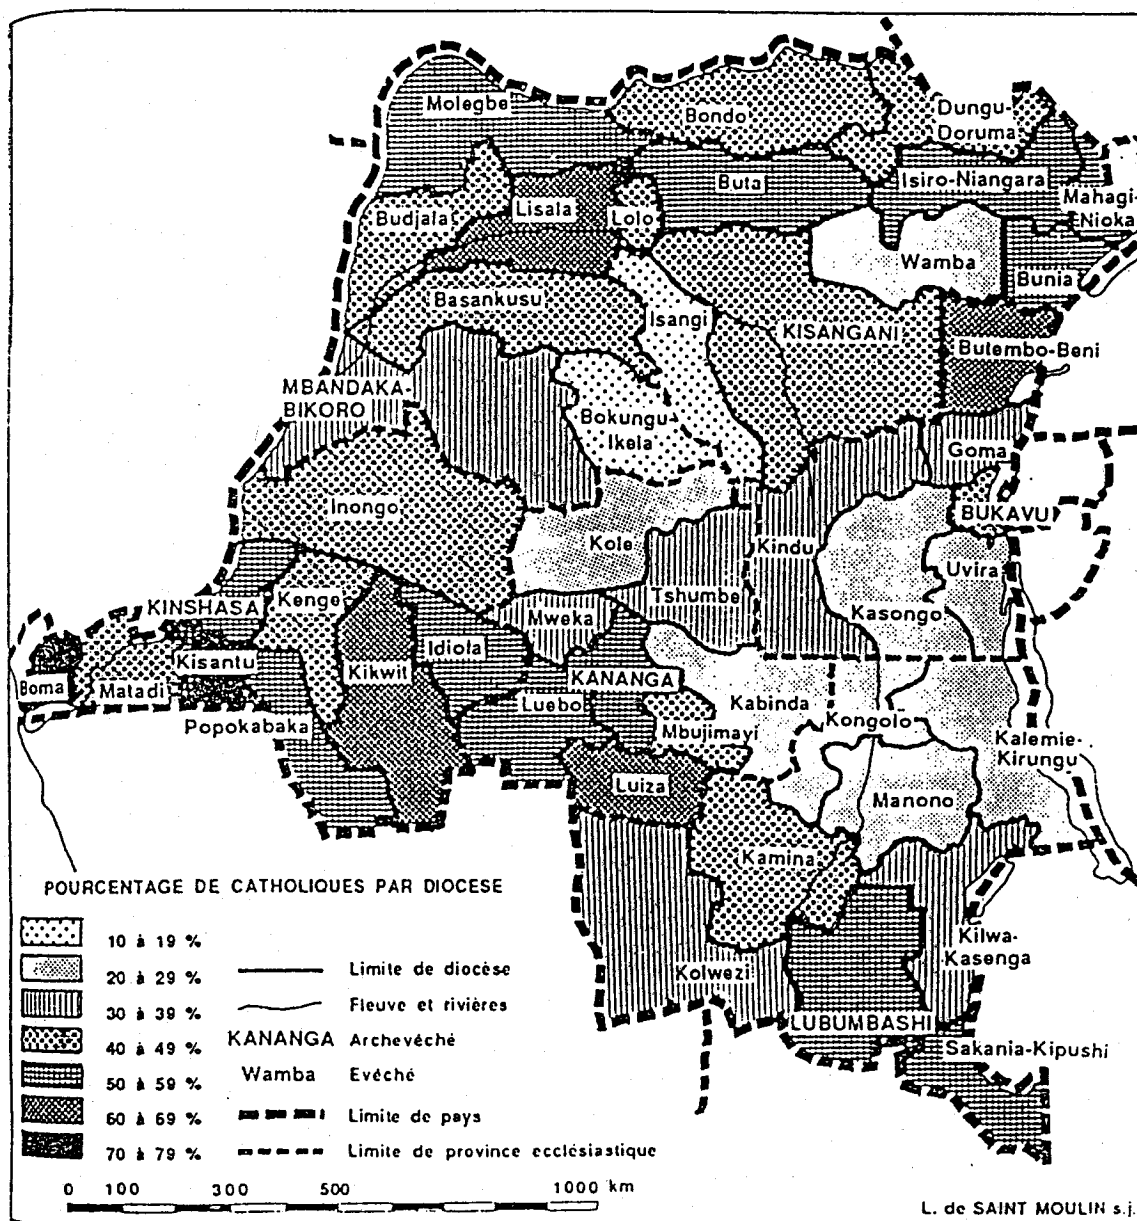 Molegbe
Bondo
Dungu-
Doruma
Buta
Isiro-Niangara
Mahagi-
Nioka
Budjala
Lisala
Lolo
Wamba
Bunia
Basankusu
Isangi
KISANGANI
Butembo-Beni
MBANDAKA-
BIKORO
Bokungu-
Ikela
Goma
Inongo
BUKAVU
Kole
Kindu
Uvira
KINSHASA
Kenge
Tshumbe
Kasongo
Mweka
Idiola
Kisantu
Boma
Matadi
Kikwit
KANANGA
Luebo
Kabinda
Popokabaka
Mbujimayi
Kongolo
Kalemie-
Kirungu
Luiza
Manono
Kamina
Kilwa-
Kasenga
Kolwezi
LUBUMBASHI
Sakania-Kipushi
POURCENTAGE DE CATHOLIQUES PAR DIOCESE
10 à 19 %
20 à 29 %
30 à 39 %
40 à 49 %
50 à 59 %
60 à 69 %
70 à 79 %
Limite de diocèse
Fleuve et rivières
KANANGA Archevêché
Wamba Evêché
Limite de pays
Limite de province ecclésiastique
0 100 300 500 1000 km
L. de SAINT MOULIN s.j.